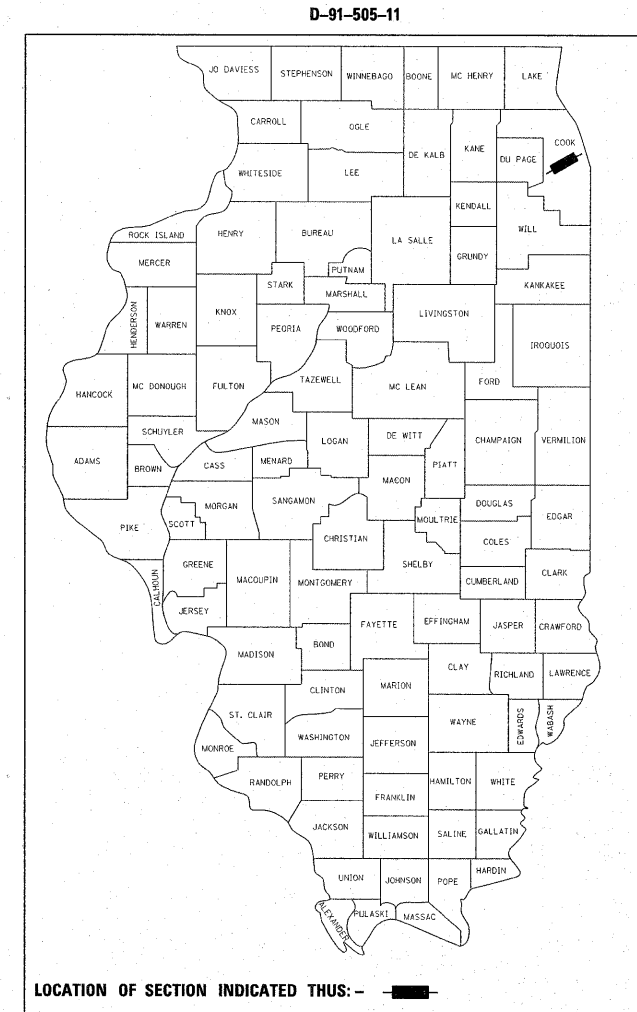 D-91-505-11
JO DAVIESS
STEPHENSON
WINNEBAGO
BOONE
MC HENRY
LAKE
CARROLL
OGLE
DE KALB
KANE
COOK
DU PAGE
WHITESIDE
LEE
KENDALL
ROCK ISLAND
HENRY
BUREAU
LA SALLE
WILL
MERCER
PUTNAM
GRUNDY
STARK
MARSHALL
KANKAKEE
HENDERSON
WARREN
KNOX
PEORIA
WOODFORD
LIVINGSTON
IROQUOIS
HANCOCK
MC DONOUGH
FULTON
TAZEWELL
MC LEAN
FORD
MASON
SCHUYLER
LOGAN
DE WITT
CHAMPAIGN
VERMILION
ADAMS
BROWN
CASS
MENARD
PIATT
MACON
MORGAN
SANGAMON
DOUGLAS
PIKE
SCOTT
CHRISTIAN
MOULTRIE
EDGAR
COLES
GREENE
MACOUPIN
MONTGOMERY
SHELBY
CUMBERLAND
CLARK
CALHOUN
JERSEY
FAYETTE
EFFINGHAM
JASPER
CRAWFORD
MADISON
BOND
CLAY
RICHLAND
LAWRENCE
CLINTON
MARION
ST. CLAIR
WAYNE
EDWARDS
WABASH
MONROE
WASHINGTON
JEFFERSON
RANDOLPH
PERRY
HAMILTON
WHITE
FRANKLIN
JACKSON
WILLIAMSON
SALINE
GALLATIN
UNION
JOHNSON
POPE
HARDIN
ALEXANDER
PULASKI
MASSAC
LOCATION OF SECTION INDICATED THUS: -